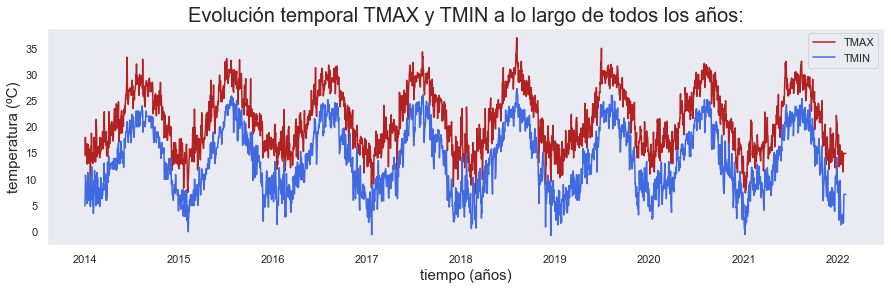 Evolución temporal TMAX y TMIN a lo largo de todos los años:
TMAX
TMIN
temperatura (ºC)
35
30
25
20
15
10
5
0
2014 2015 2016 2017 2018 2019 2020 2021 2022
tiempo (años)